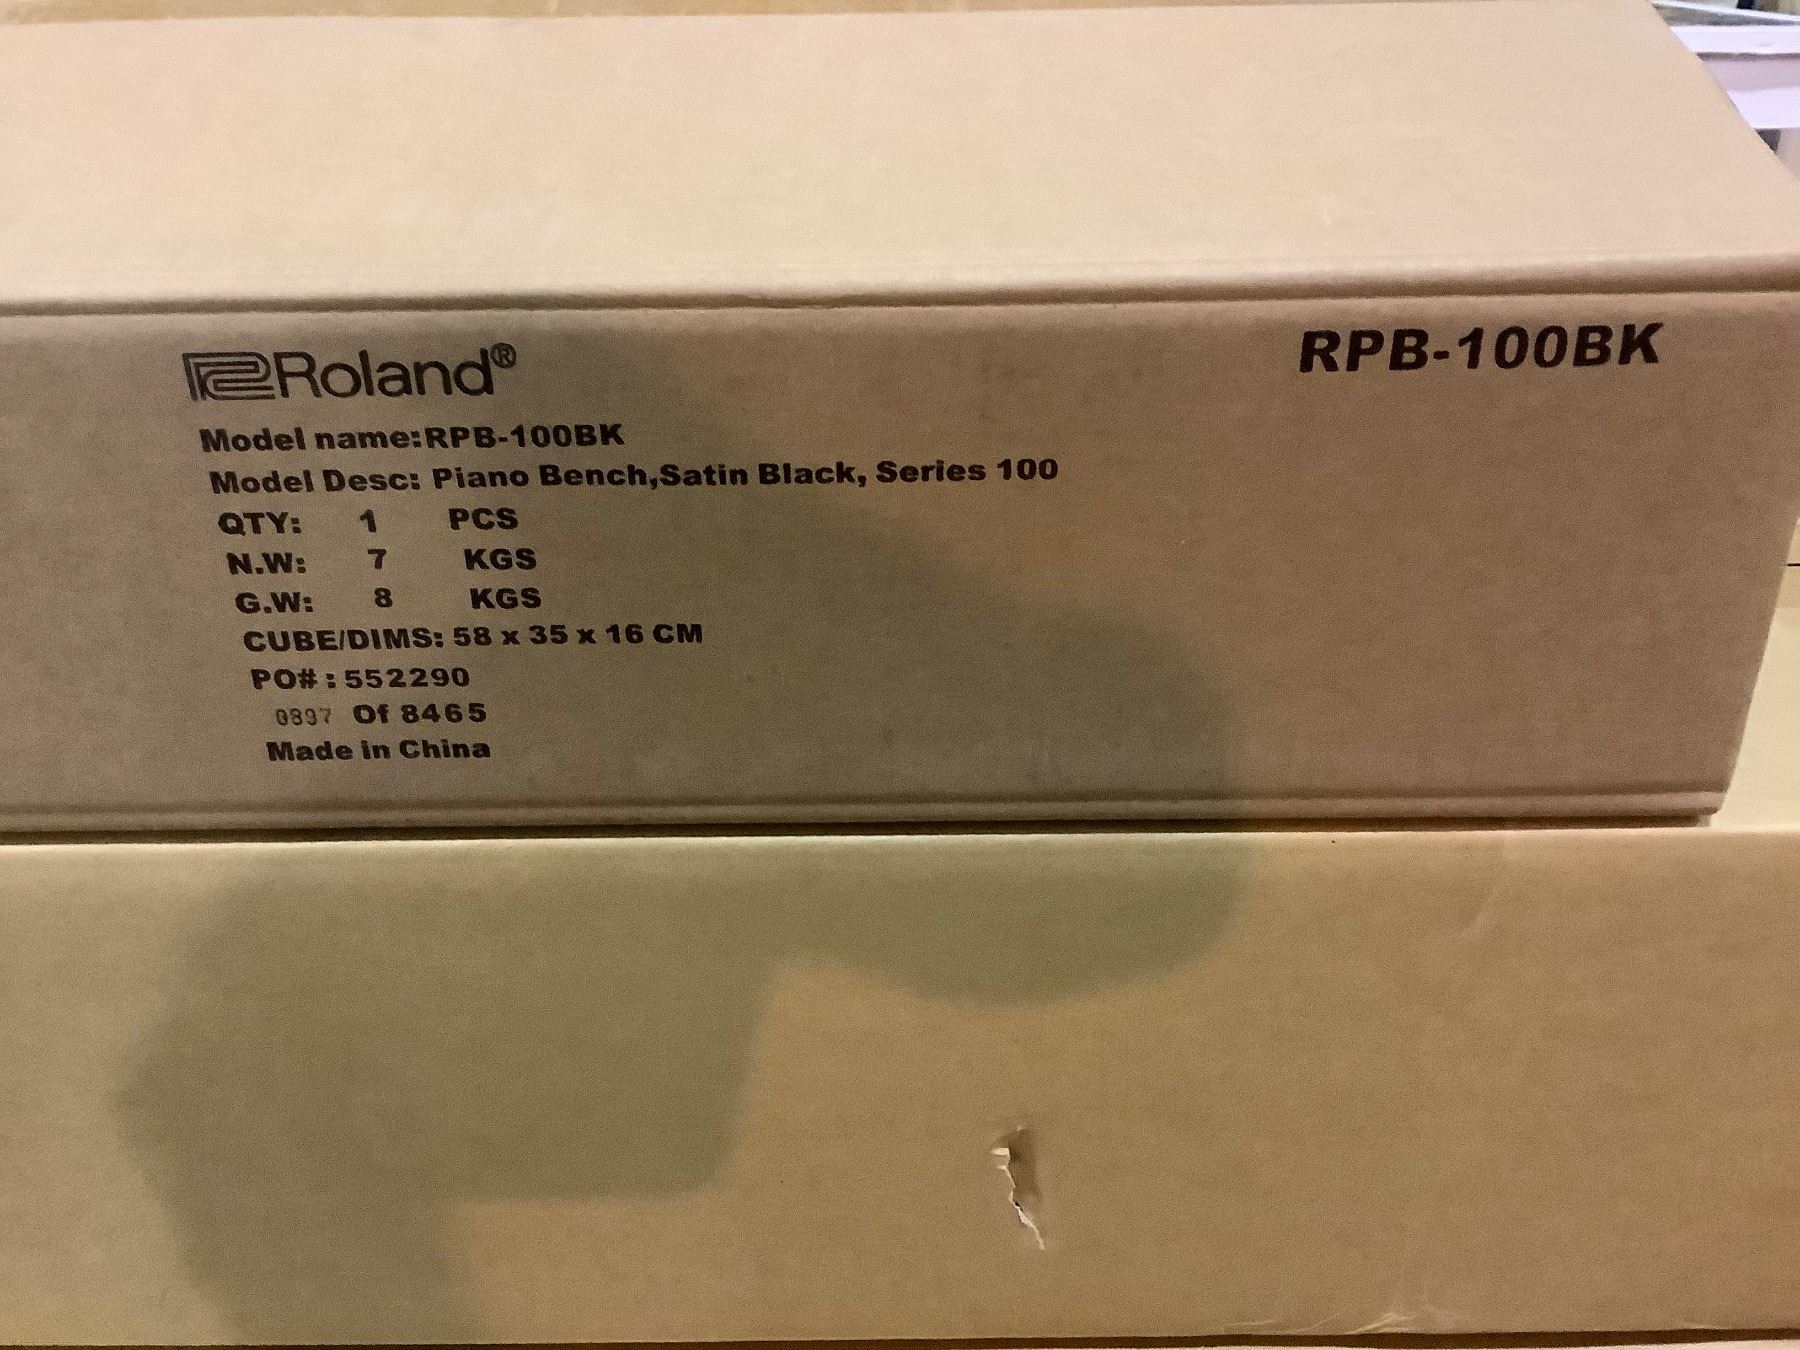 Roland®
RPB-100BK
Model name:RPB-100BK
Model Desc: Piano Bench,Satin Black, Series 100
QTY: 1 PCS
N.W: 7 KGS
G.W: 8 KGS
CUBE/DIMS: 58 x 35 x 16 CM
PO# : 552290
0897 Of 8465
Made in China